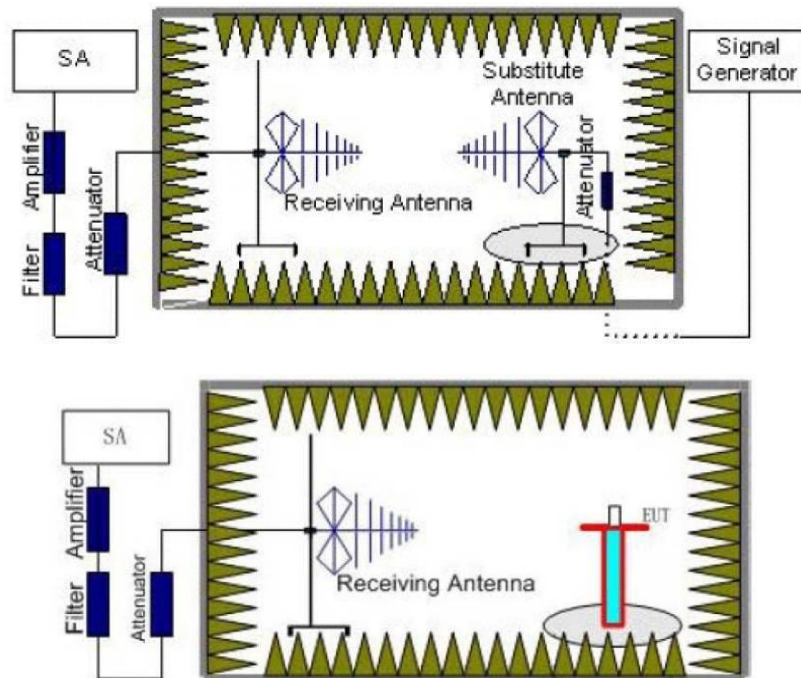 SA
Signal
Generator
Substitute
Antenna
Amplifier
Filter
Attenuator
Receiving Antenna
Attenuator
SA
Amplifier
Filter
Attenuator
Receiving Antenna
EUT